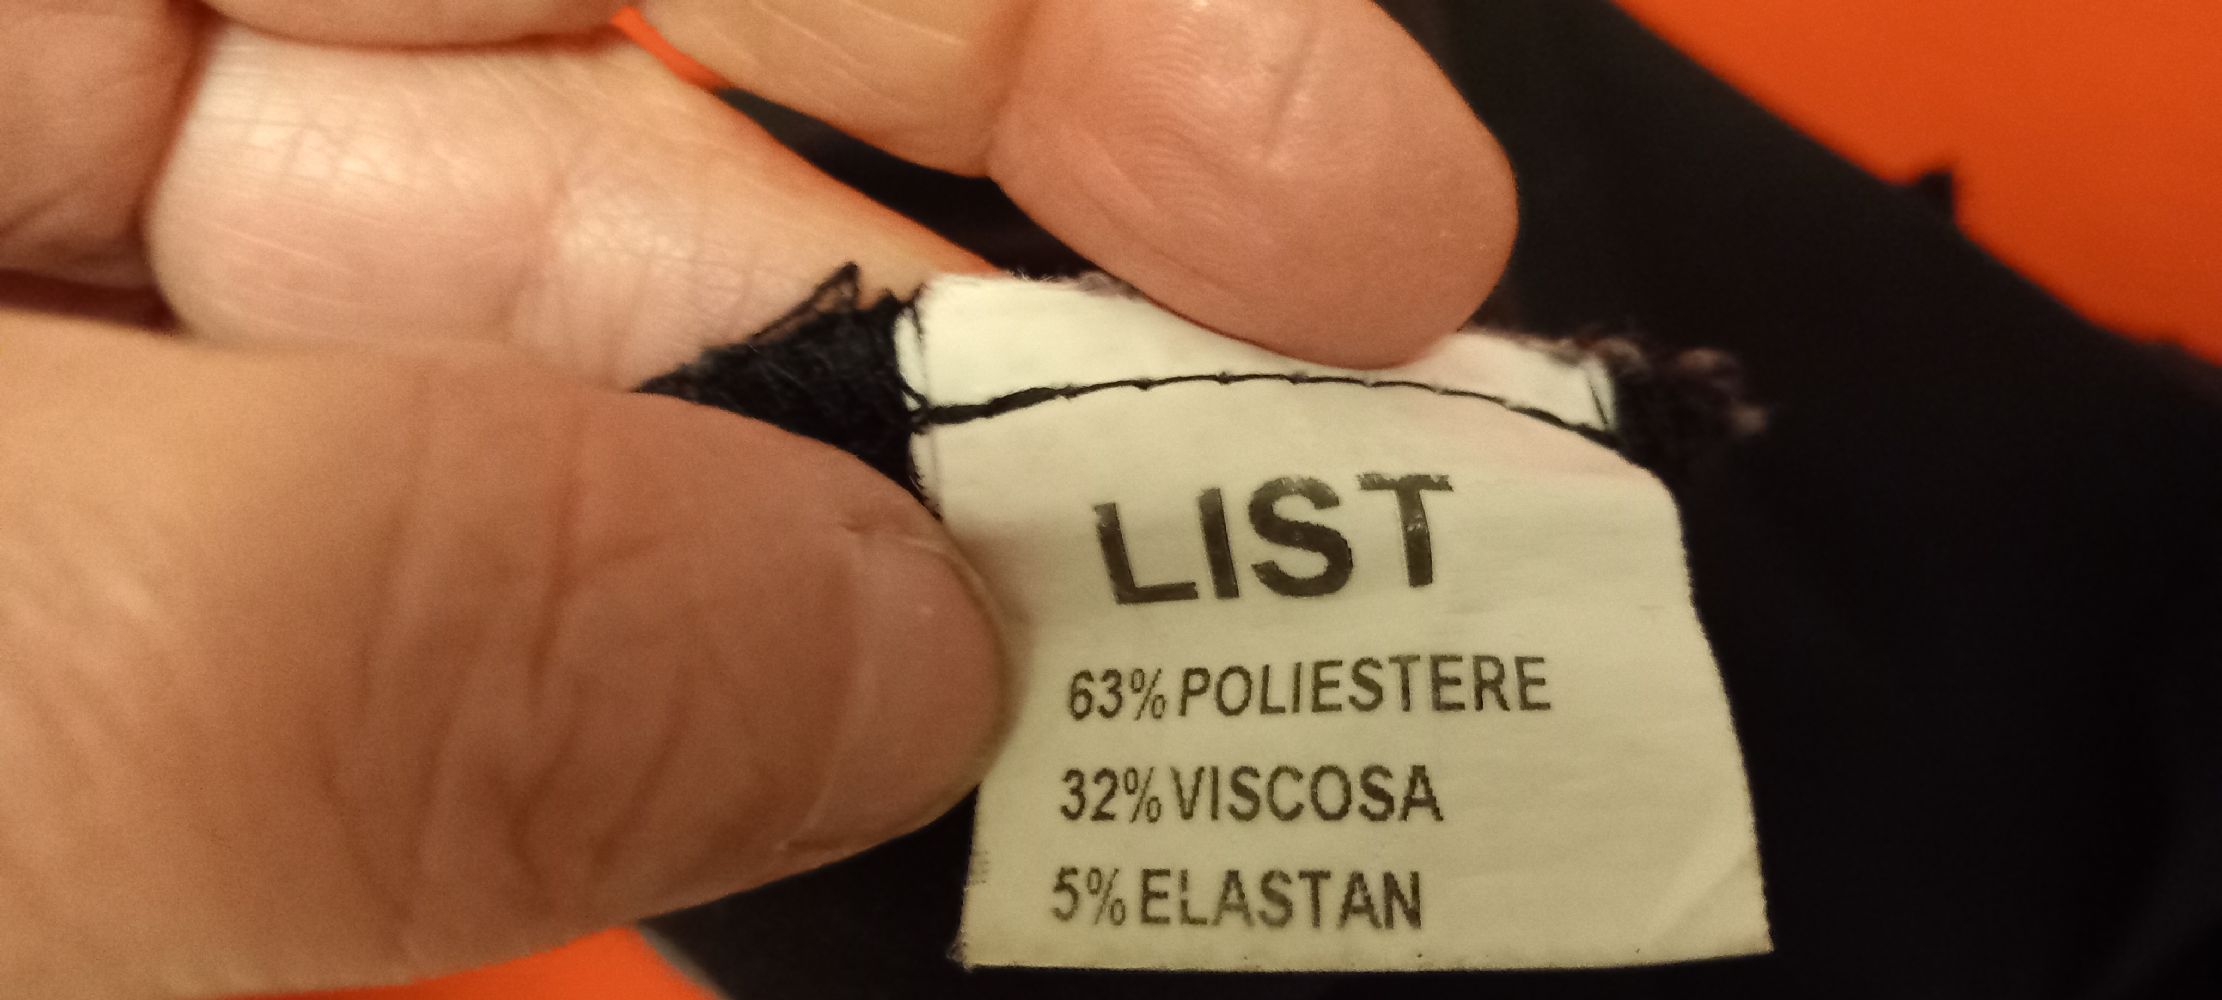 LIST
63% POLIESTERE
32% VISCOSA
5% ELASTAN